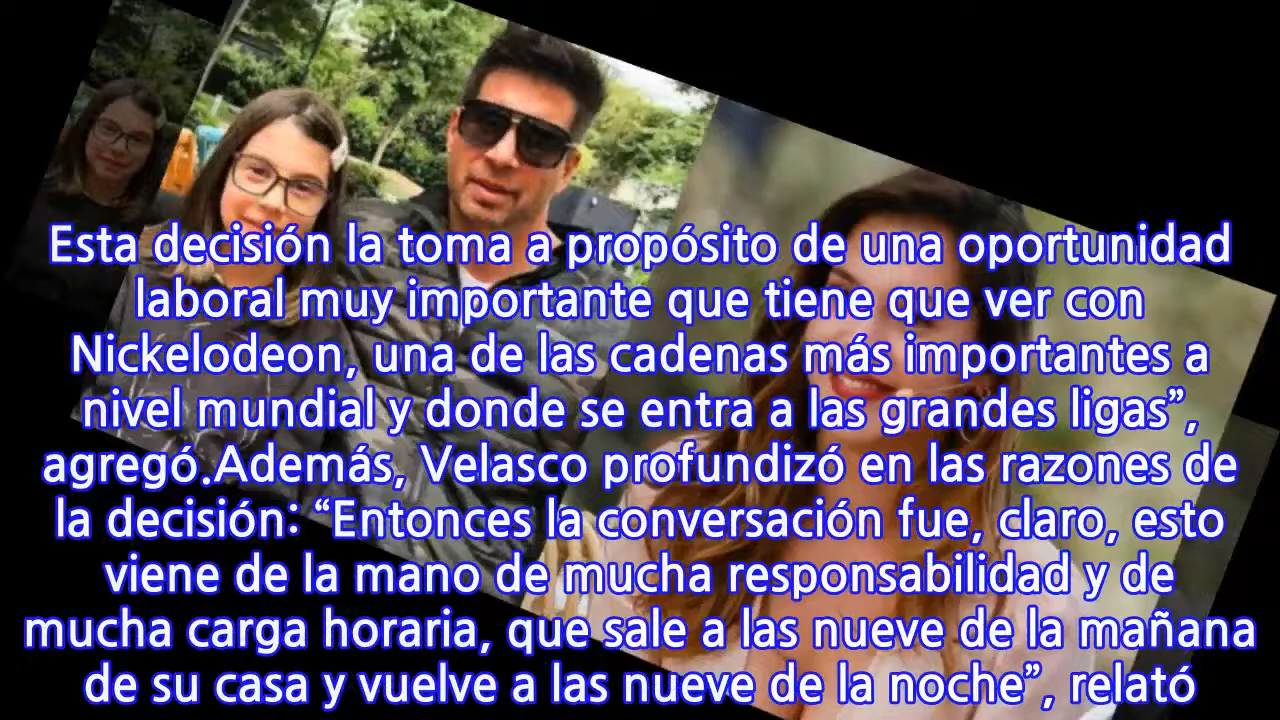 Esta decisión la toma a propósito de una oportunidad
laboral muy importante que tiene que ver con
Nickelodeon, una de las cadenas más importantes a
nivel mundial y donde se entra a las grandes ligas”,
agregó.Además, Velasco profundizó en las razones de
la decisión: “Entonces la conversación fue, claro, esto
viene de la mano de mucha responsabilidad y de
mucha carga horaria, que sale a las nueve de la mañana
de su casa y vuelve a las nueve de la noche”, relató